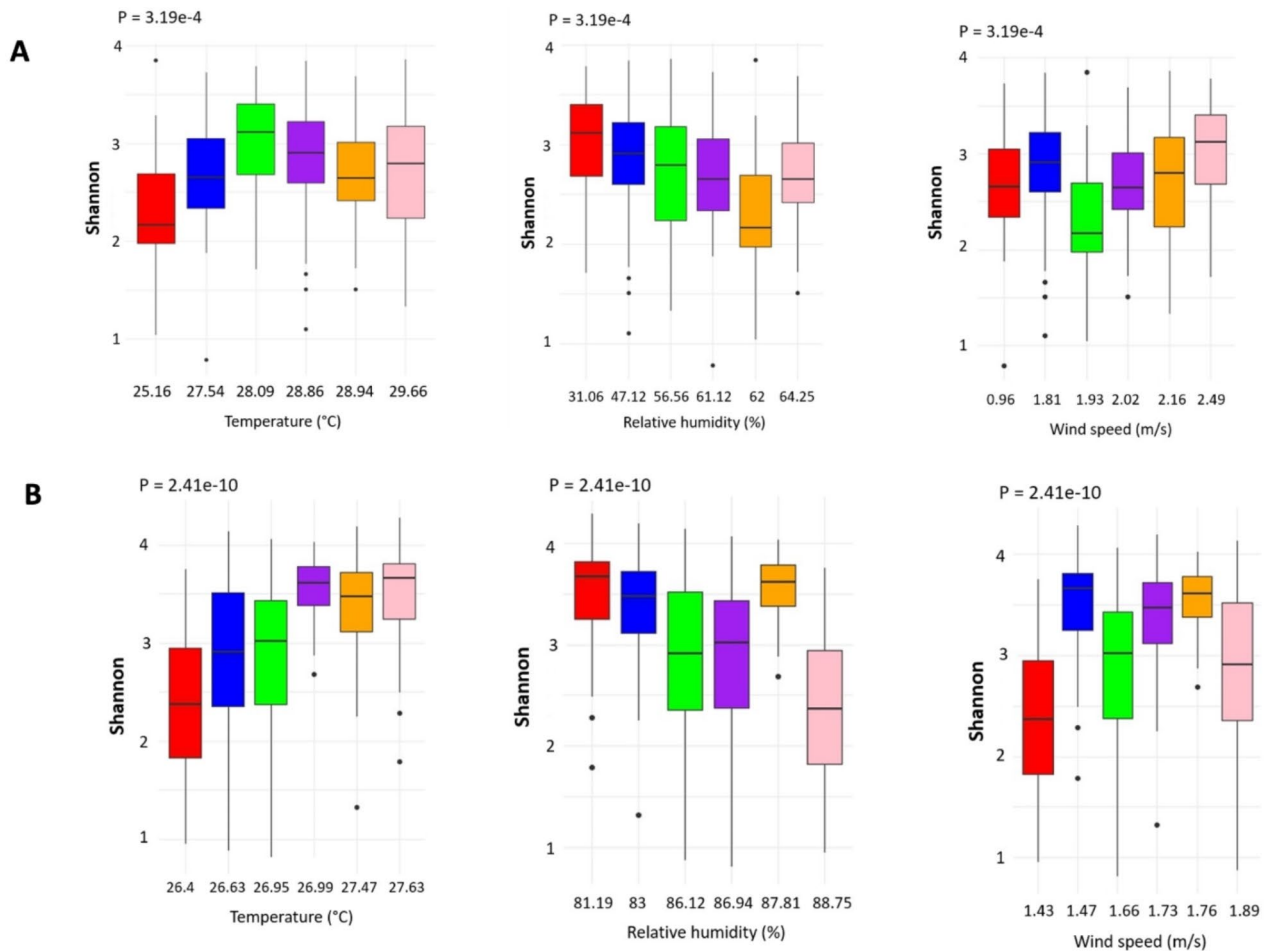 A
P = 3.19e-4
Shannon
4
3
2
1
25.16 27.54 28.09 28.86 28.94 29.66
Temperature (°C)
P = 3.19e-4
Shannon
4
3
2
1
31.06 47.12 56.56 61.12 62 64.25
Relative humidity (%)
P = 3.19e-4
Shannon
4
3
2
1
0.96 1.81 1.93 2.02 2.16 2.49
Wind speed (m/s)
B
P = 2.41e-10
Shannon
4
3
2
1
26.4 26.63 26.95 26.99 27.47 27.63
Temperature (°C)
P = 2.41e-10
Shannon
4
3
2
1
81.19 83 86.12 86.94 87.81 88.75
Relative humidity (%)
P = 2.41e-10
Shannon
4
3
2
1
1.43 1.47 1.66 1.73 1.76 1.89
Wind speed (m/s)